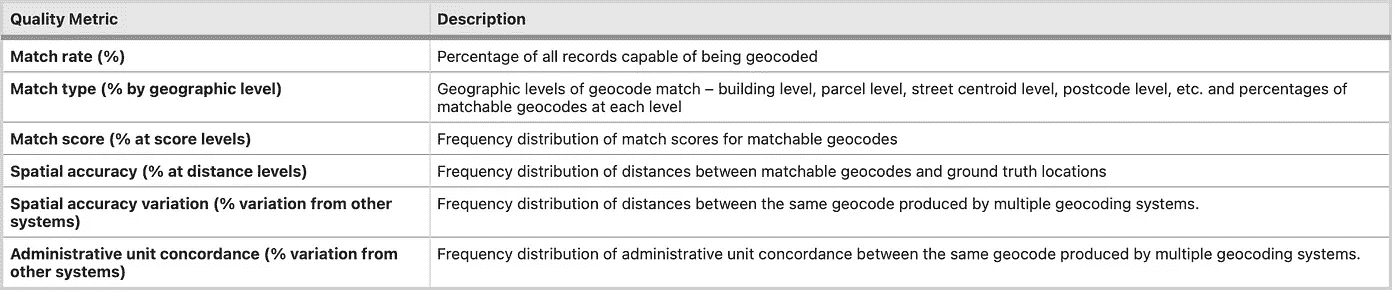 Quality Metric
Description
Match rate (%)
Percentage of all records capable of being geocoded
Match type (% by geographic level)
Geographic levels of geocode match – building level, parcel level, street centroid level, postcode level, etc. and percentages of
matchable geocodes at each level
Match score (% at score levels)
Frequency distribution of match scores for matchable geocodes
Spatial accuracy (% at distance levels)
Frequency distribution of distances between matchable geocodes and ground truth locations
Spatial accuracy variation (% variation from other
systems)
Frequency distribution of distances between the same geocode produced by multiple geocoding systems.
Administrative unit concordance (% variation from
other systems)
Frequency distribution of administrative unit concordance between the same geocode produced by multiple geocoding systems.